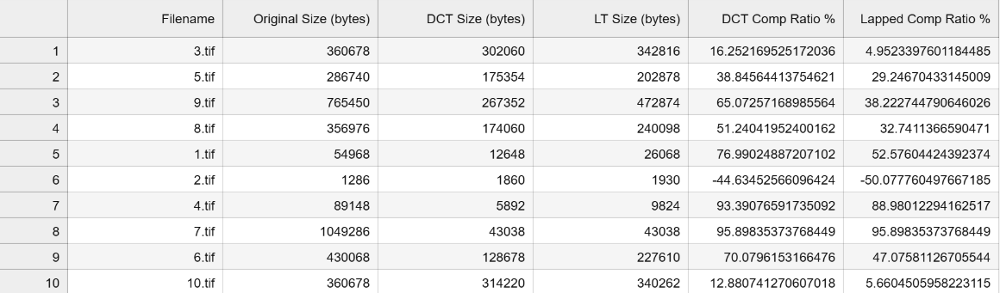 Filename Original Size (bytes) DCT Size (bytes) LT Size (bytes) DCT Comp Ratio % Lapped Comp Ratio %
1 3.tif 360678 302060 342816 16.252169525172036 4.9523397601184485
2 5.tif 286740 175354 202878 38.84564413754621 29.24670433145009
3 9.tif 765450 267352 472874 65.07257168985564 38.222744790646026
4 8.tif 356976 174060 240098 51.24041952400162 32.7411366590471
5 1.tif 54968 12648 26068 76.99024887207102 52.57604424392374
6 2.tif 1286 1860 1930 -44.63452566096424 -50.077760497667185
7 4.tif 89148 5892 9824 93.39076591735092 88.98012294162517
8 7.tif 1049286 43038 43038 95.89835373768449 95.89835373768449
9 6.tif 430068 128678 227610 70.0796153166476 47.07581126705544
10 10.tif 360678 314220 340262 12.880741270607018 5.6604505958223115